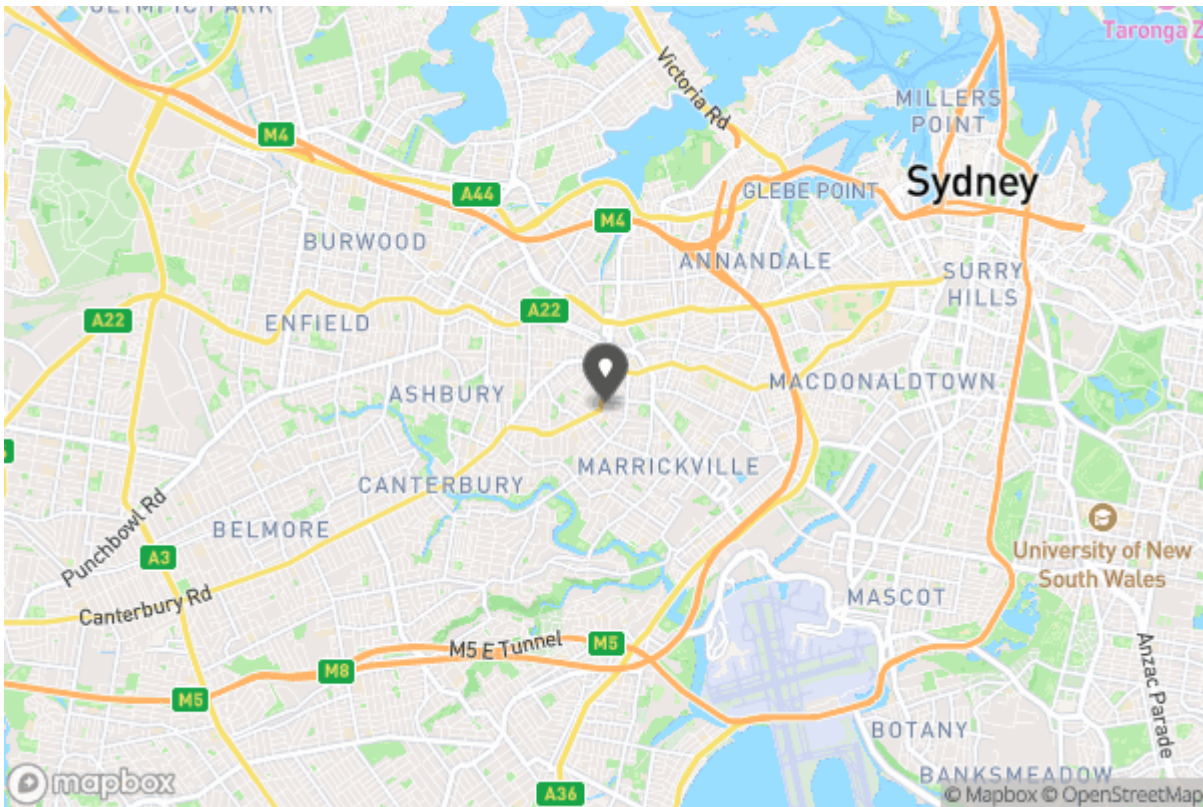 OLYMPIC PARK
Taronga Z
Victoria Rd
MILLERS
POINT
M4
A44
GLEBE POINT
Sydney
M4
BURWOOD
ANNANDALE
SURRY
HILLS
A22
A22
ENFIELD
ASHBURY
MACDONALDTOWN
MARRICKVILLE
CANTERBURY
Punchbowl Rd
BELMORE
A3
University of New
South Wales
Canterbury Rd
MASCOT
M5 E Tunnel
M5
M8
M5
Anzac Parade
BOTANY
A36
BANKSMEADOW
mapbox
© Mapbox © OpenStreetMap